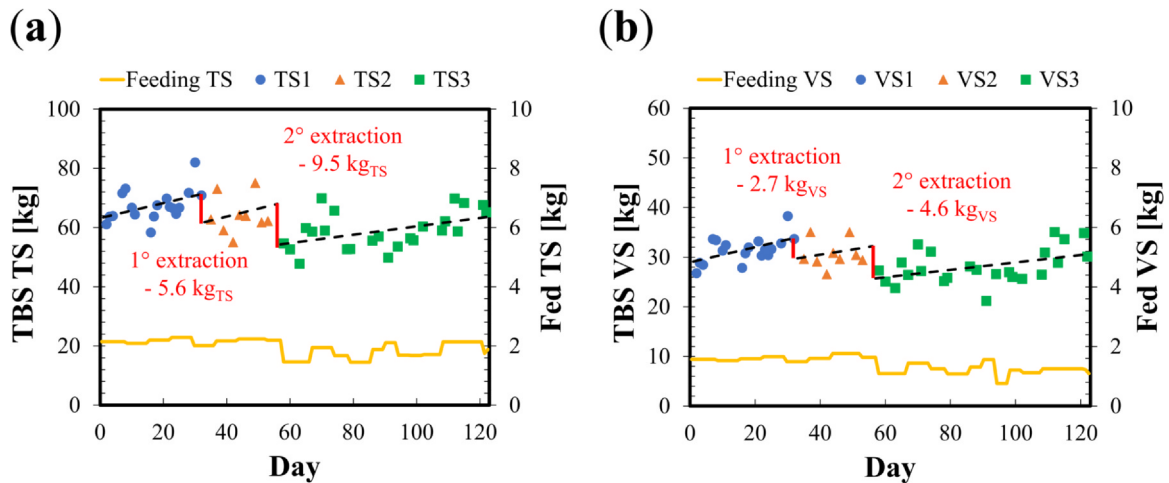 (a)
Feeding TS TS1 TS2 TS3
TBS TS [kg]
100
80
60
40
20
0
2° extraction
- 9.5 kgTS
1° extraction
- 5.6 kgTS
10
8
6
4
2
0
Fed TS [kg]
0 20 40 60 80 100 120
Day
(b)
Feeding VS VS1 VS2 VS3
TBS VS [kg]
60
50
40
30
20
10
0
1° extraction
- 2.7 kgVS
2° extraction
- 4.6 kgVS
10
8
6
4
2
0
Fed VS [kg]
0 20 40 60 80 100 120
Day